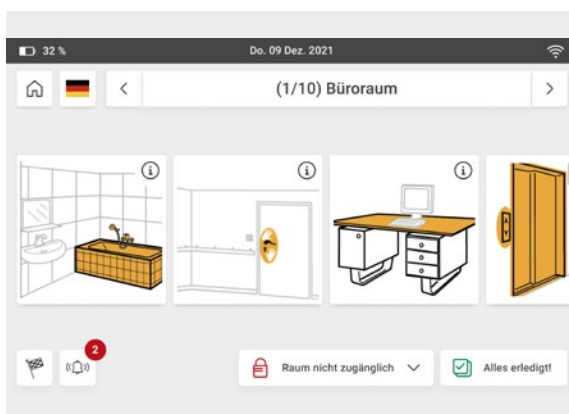 32 %
Do. 09 Dez. 2021
(1/10) Büroraum
2
Raum nicht zugänglich
Alles erledigt!